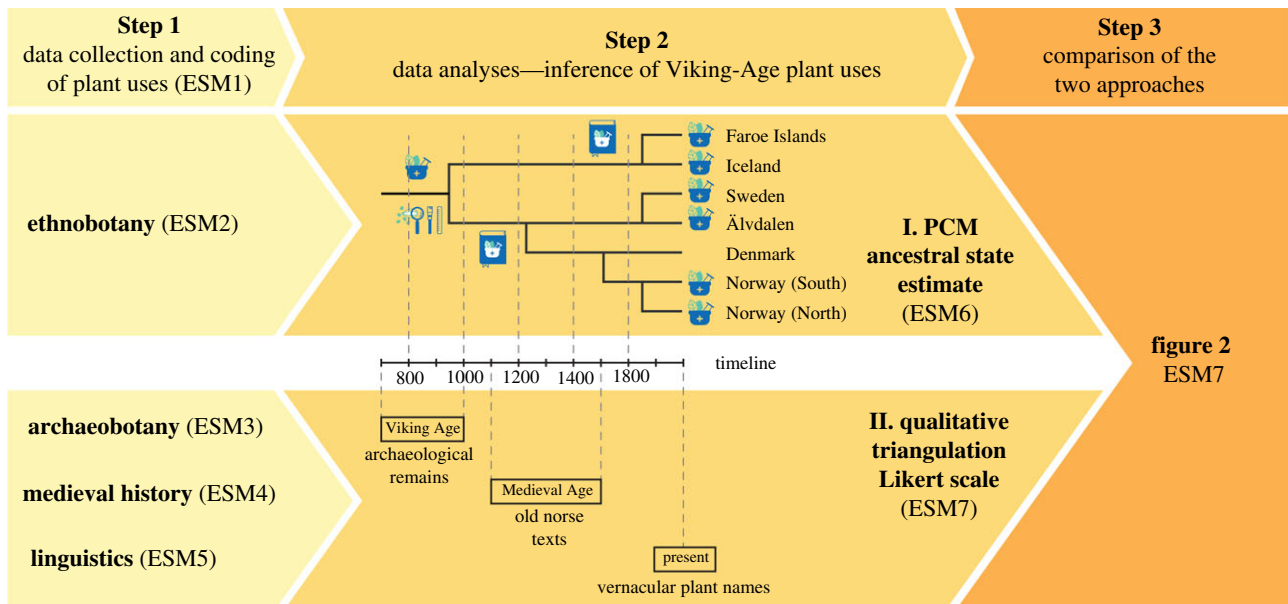 Step 1
data collection and coding
of plant uses (ESM1)
Step 2
data analyses—inference of Viking-Age plant uses
Step 3
comparison of the
two approaches
ethnobotany (ESM2)
Faroe Islands
Iceland
Sweden
Älvdalen
Denmark
Norway (South)
Norway (North)
I. PCM
ancestral state
estimate
(ESM6)
timeline
800 1000 1200 1400 1800
figure 2
ESM7
archaeobotany (ESM3)
medieval history (ESM4)
linguistics (ESM5)
Viking Age
archaeological
remains
Medieval Age
old norse
texts
present
vernacular plant names
II. qualitative
triangulation
Likert scale
(ESM7)